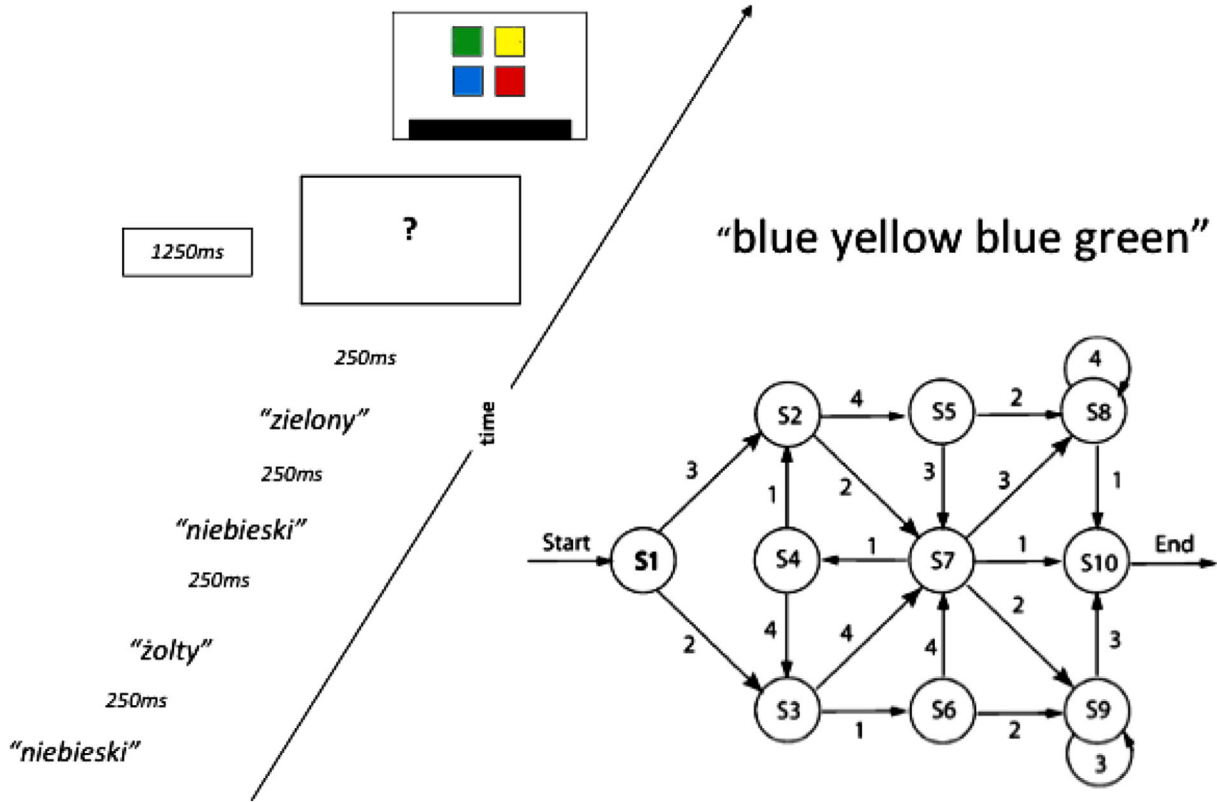 ?
1250ms
"blue yellow blue green"
250ms
"zielony"
time
250ms
"niebieski"
250ms
"żolty"
250ms
"niebieski"
4
S2
4
S5
2
S8
3
1
2
3
3
1
Start
S1
S4
1
S7
1
S10
End
2
4
4
4
2
3
S3
1
S6
2
S9
3